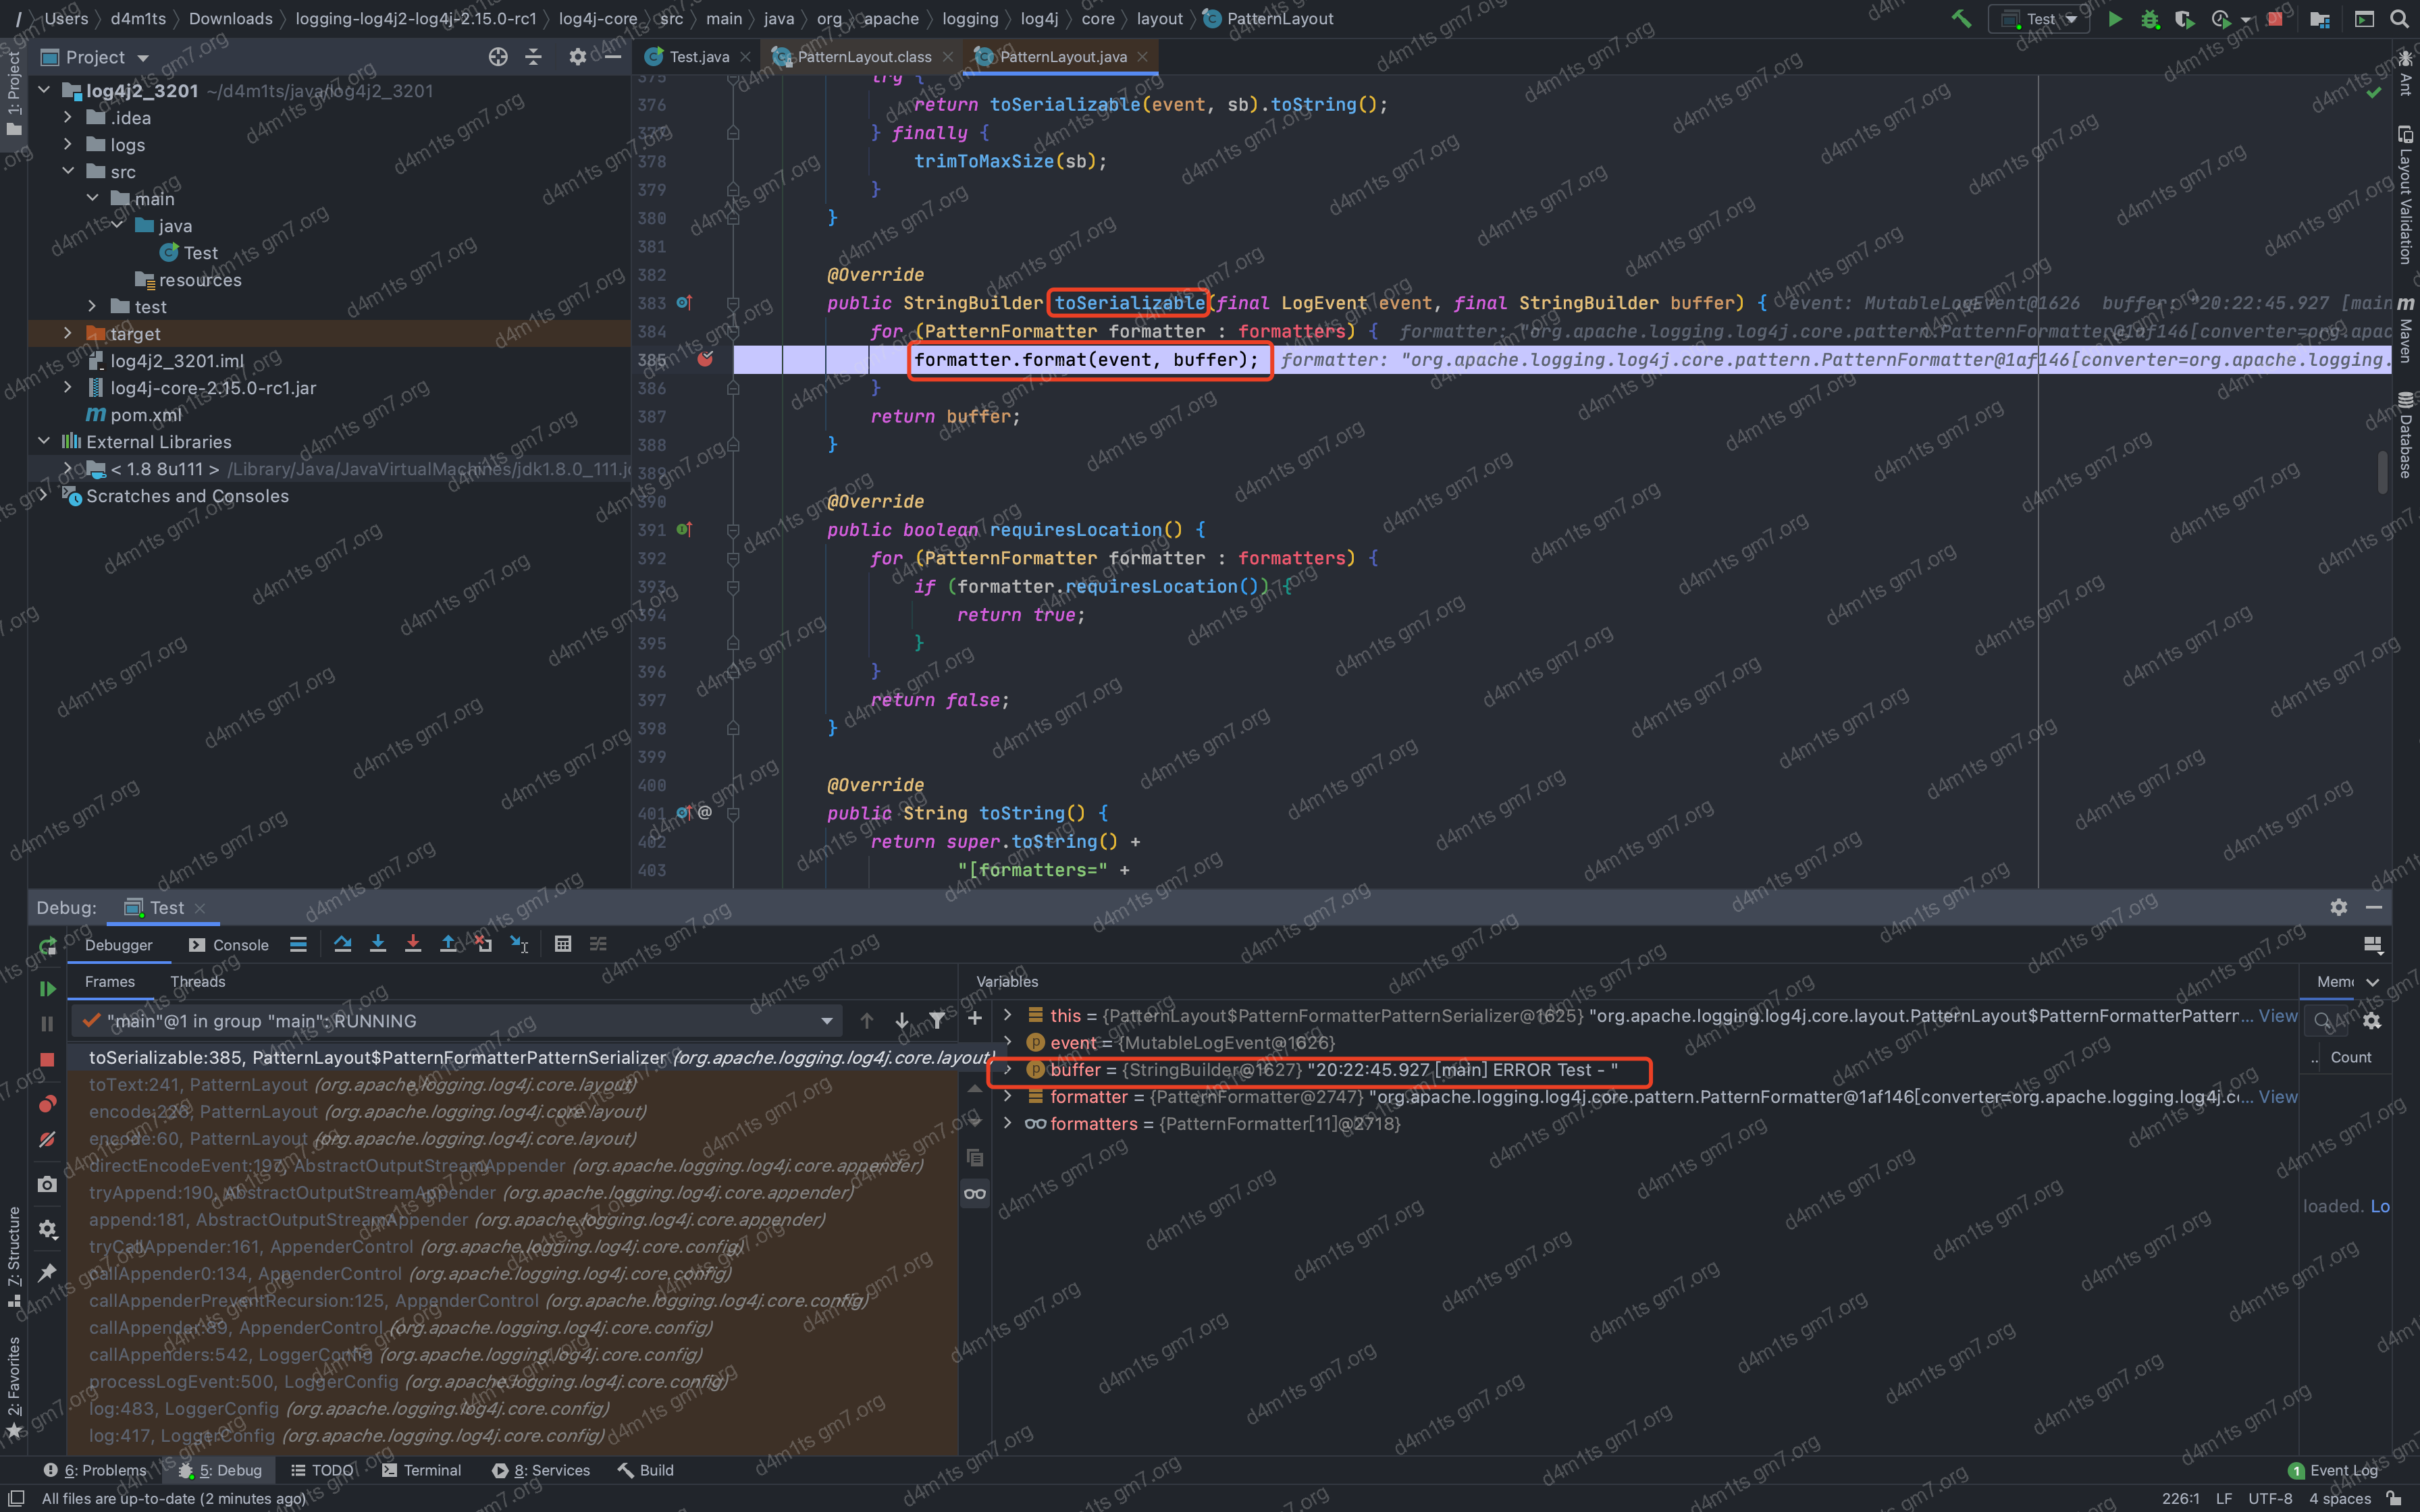 / Users d4m1ts Downloads logging-log4j2-log4j-2.15.0-rc1 log4j-core src main java org apache logging log4j core layout PatternLayout
Test
Project
Test.java PatternLayout.class PatternLayout.java
log4j2_3201 ~/d4m1ts/java/log4j2_3201
.idea
logs
src
main
java
Test
resources
test
target
log4j2_3201.iml
log4j-core-2.15.0-rc1.jar
pom.xml
External Libraries
< 1.8 8u111 > /Library/Java/JavaVirtualMachines/jdk1.8.0_111.j
Scratches and Consoles
1: Project
7: Structure
2: Favorites
375 try {
376 return toSerializable(event, sb).toString();
377 } finally {
378 trimToMaxSize(sb);
379 }
380 }
381
382 @Override
383 public StringBuilder toSerializable(final LogEvent event, final StringBuilder buffer) { event: MutableLogEvent@1626 buffer: "20:22:45.927 [main
384 for (PatternFormatter formatter : formatters) { formatter: "org.apache.logging.log4j.core.pattern.PatternFormatter@1af146[converter=org.apac
385 formatter.format(event, buffer); formatter: "org.apache.logging.log4j.core.pattern.PatternFormatter@1af146[converter=org.apache.logging.
386 }
387 return buffer;
388 }
389
390 @Override
391 public boolean requiresLocation() {
392 for (PatternFormatter formatter : formatters) {
393 if (formatter.requiresLocation()) {
394 return true;
395 }
396 }
397 return false;
398 }
399
400 @Override
401 @ public String toString() {
402 return super.toString() +
403 "[formatters=" +
Ant
Layout Validation
Maven
Database
Debug: Test
Debugger Console
Frames Threads
"main"@1 in group "main": RUNNING
toSerializable:385, PatternLayout$PatternFormatterPatternSerializer (org.apache.logging.log4j.core.layout)
toText:241, PatternLayout (org.apache.logging.log4j.core.layout)
encode:226, PatternLayout (org.apache.logging.log4j.core.layout)
encode:60, PatternLayout (org.apache.logging.log4j.core.layout)
directEncodeEvent:197, AbstractOutputStreamAppender (org.apache.logging.log4j.core.appender)
tryAppend:190, AbstractOutputStreamAppender (org.apache.logging.log4j.core.appender)
append:181, AbstractOutputStreamAppender (org.apache.logging.log4j.core.appender)
tryCallAppender:161, AppenderControl (org.apache.logging.log4j.core.config)
callAppender0:134, AppenderControl (org.apache.logging.log4j.core.config)
callAppenderPreventRecursion:125, AppenderControl (org.apache.logging.log4j.core.config)
callAppender:89, AppenderControl (org.apache.logging.log4j.core.config)
callAppenders:542, LoggerConfig (org.apache.logging.log4j.core.config)
processLogEvent:500, LoggerConfig (org.apache.logging.log4j.core.config)
log:483, LoggerConfig (org.apache.logging.log4j.core.config)
log:417, LoggerConfig (org.apache.logging.log4j.core.config)
Variables
this = {PatternLayout$PatternFormatterPatternSerializer@1625} "org.apache.logging.log4j.core.layout.PatternLayout$PatternFormatterPattern... View
event = {MutableLogEvent@1626}
buffer = {StringBuilder@1627} "20:22:45.927 [main] ERROR Test - "
formatter = {PatternFormatter@2747} "org.apache.logging.log4j.core.pattern.PatternFormatter@1af146[converter=org.apache.logging.log4j.c... View
formatters = {PatternFormatter[11]@2718}
Mem
.. Count
loaded. Lo
6: Problems 5: Debug TODO Terminal 8: Services Build
1 Event Log
All files are up-to-date (2 minutes ago)
226:1 LF UTF-8 4 spaces
d4m1ts gm7.org